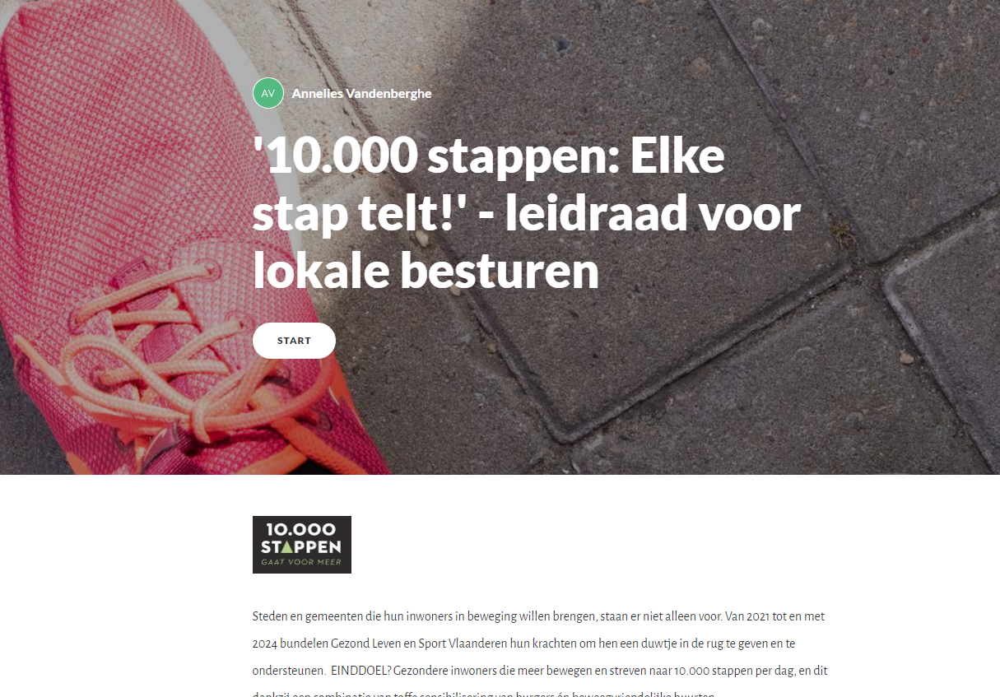 AV Annelies Vandenberghe
'10.000 stappen: Elke
stap telt!' - leidraad voor
lokale besturen
START
10.000
STAPPEN
GAAT VOOR MEER
Steden en gemeenten die hun inwoners in beweging willen brengen, staan er niet alleen voor. Van 2021 tot en met
2024 bundelen Gezond Leven en Sport Vlaanderen hun krachten om hen een duwtje in de rug te geven en te
ondersteunen.  EINDDOEL? Gezondere inwoners die meer bewegen en streven naar 10.000 stappen per dag, en dit
dankzij een combinatie van toffe sensibilisering van burgers én beweegvriendelijke buurten.